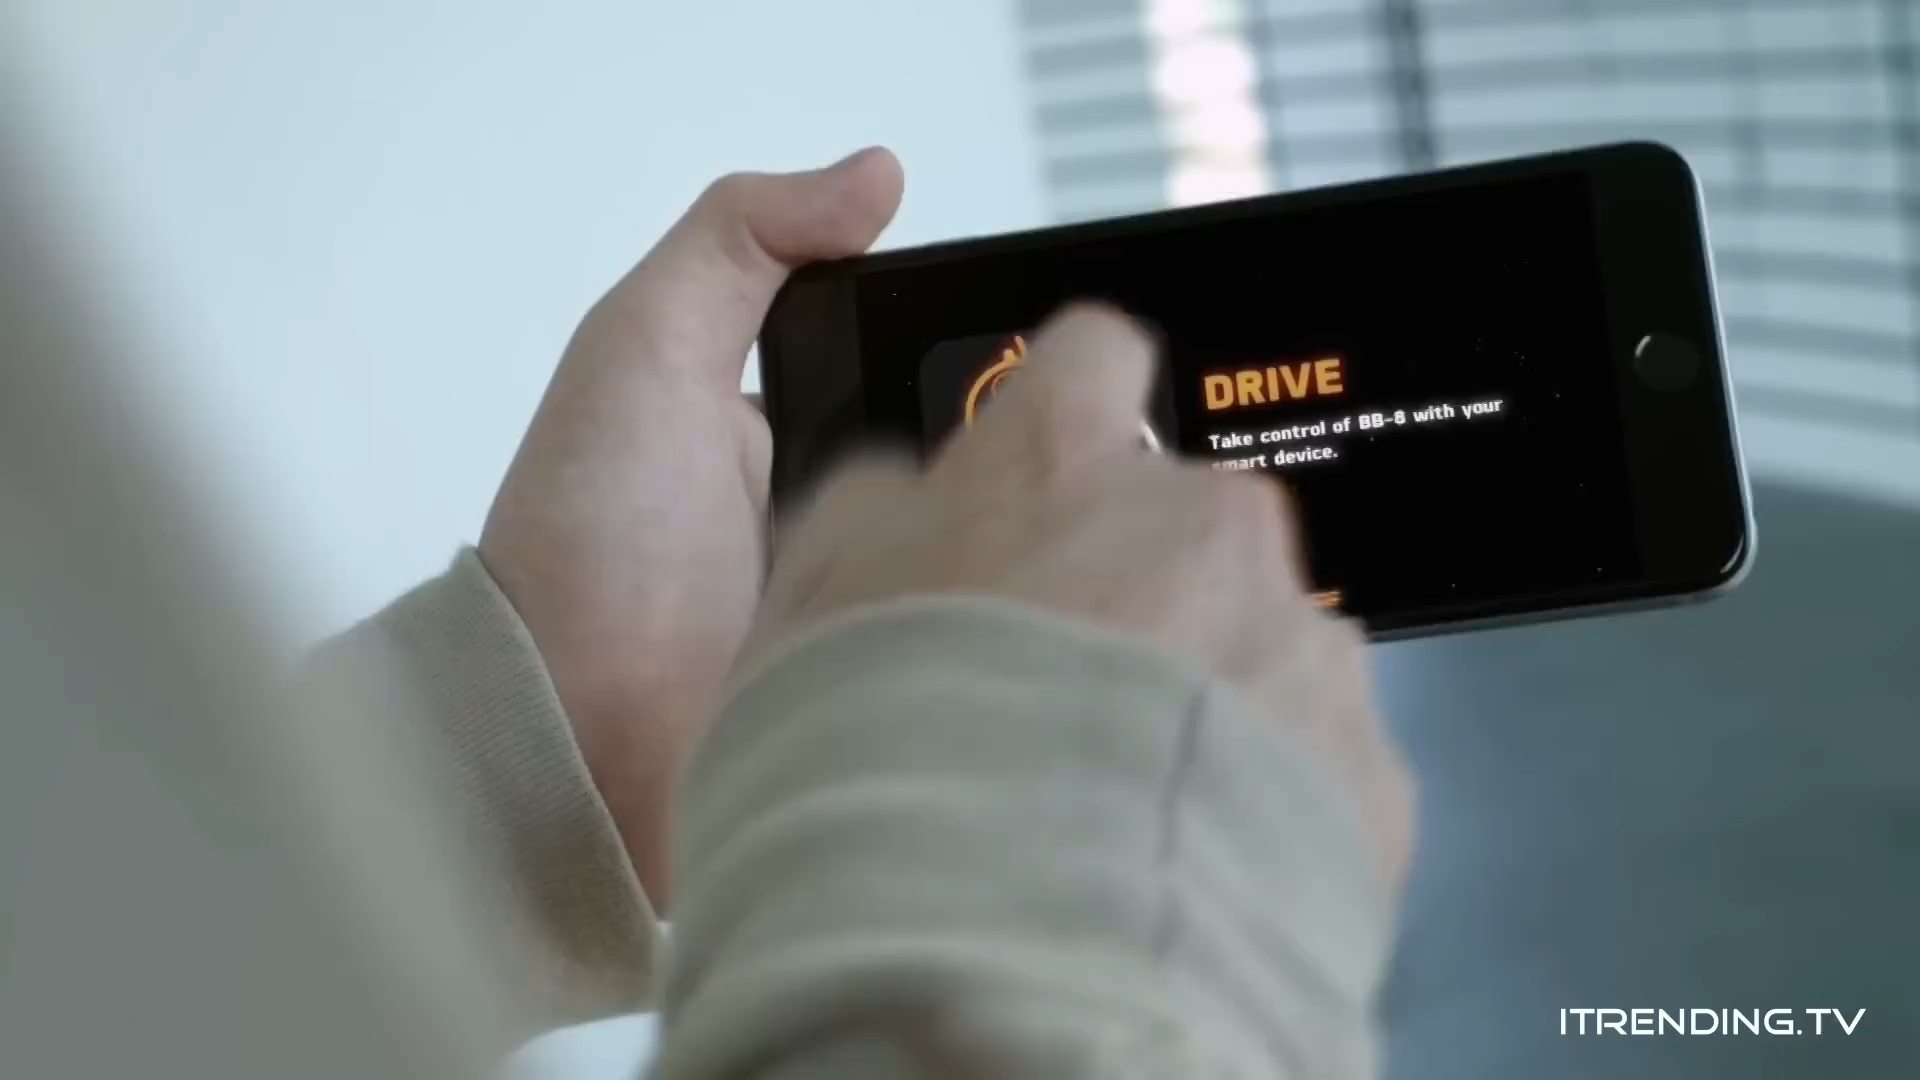 DRIVE
Take control of BB-8 with your
smart device.
ITRENDING.TV